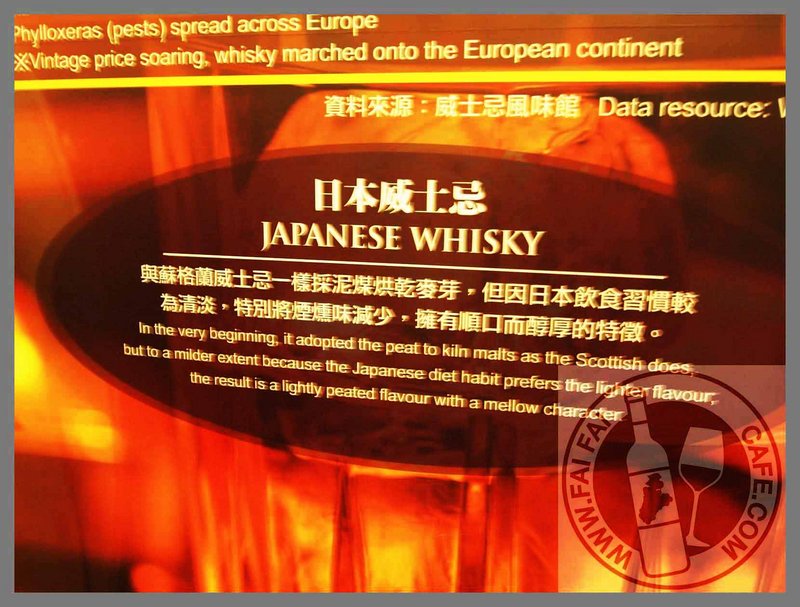 Phylloxeras (pests) spread across Europe
※Vintage price soaring, whisky marched onto the European continent
資料來源：威士忌風味館 Data resource:
日本威士忌
JAPANESE WHISKY
與蘇格蘭威士忌一樣採泥煤烘乾麥芽，但因日本飲食習慣較
為清淡，特別將煙燻味減少，擁有順口而醇厚的特徵。
In the very beginning, it adopted the peat to kiln malts as the Scottish does,
but to a milder extent because the Japanese diet habit prefers the lighter flavour;
the result is a lightly peated flavour with a mellow character
CAFE.COM